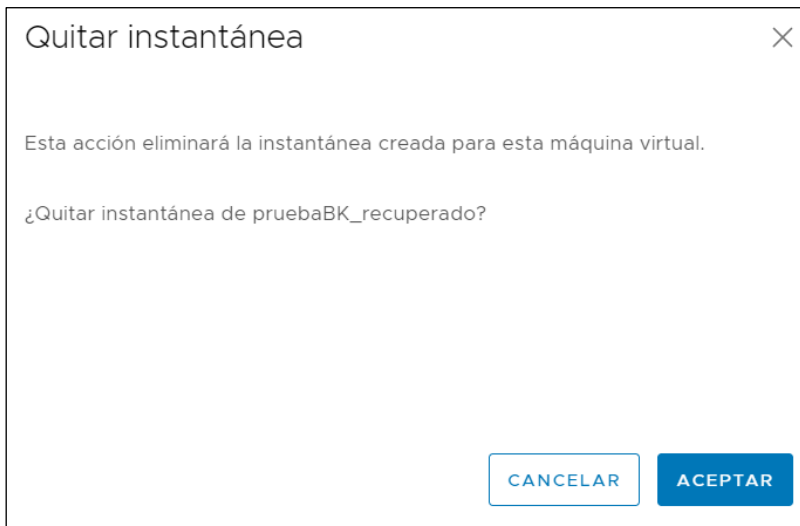 Quitar instantánea
Esta acción eliminará la instantánea creada para esta máquina virtual.
¿Quitar instantánea de pruebaBK_recuperado?
CANCELAR
ACEPTAR